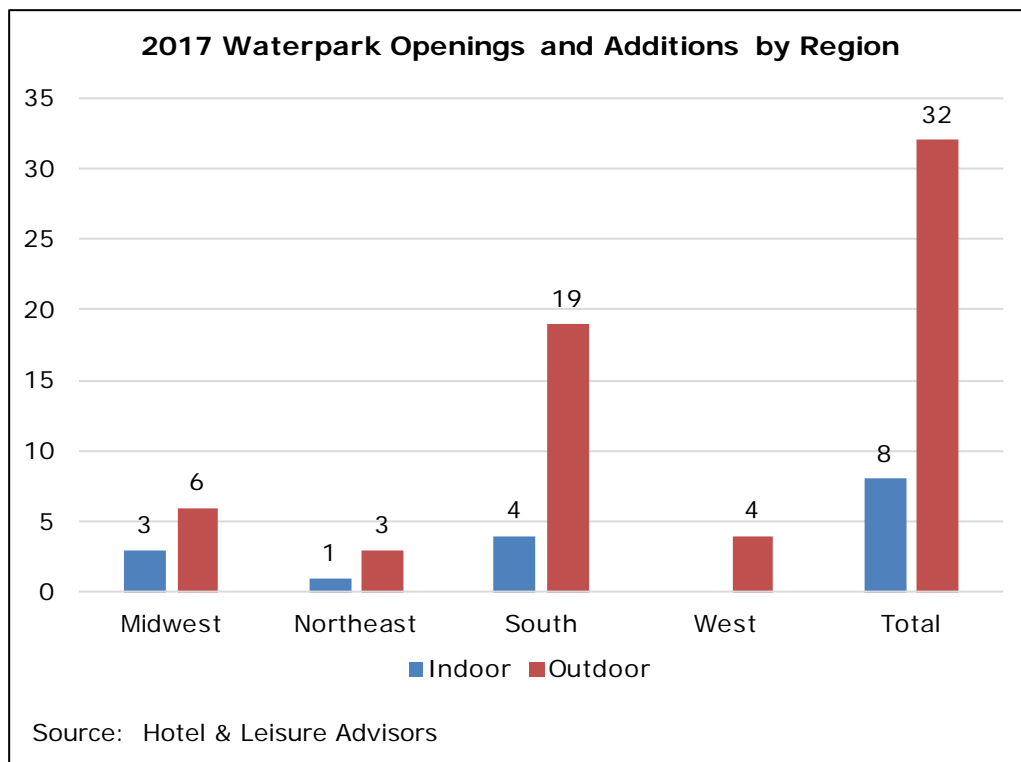 2017 Waterpark Openings and Additions by Region
35
30
25
20
15
10
5
0
3
6
1
3
4
19
4
8
32
Midwest
Northeast
South
West
Total
Indoor
Outdoor
Source: Hotel & Leisure Advisors